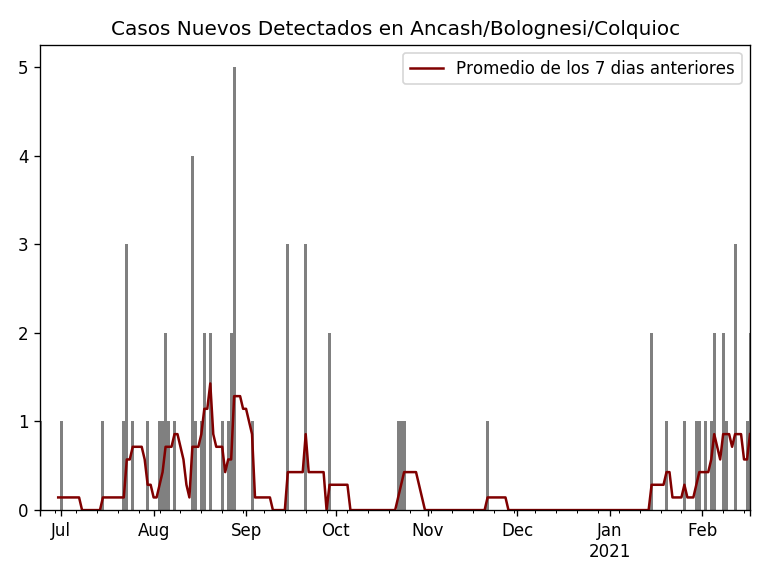 Casos Nuevos Detectados en Ancash/Bolognesi/Colquioc
Promedio de los 7 dias anteriores
5
4
3
2
1
0
Jul Aug Sep Oct Nov Dec Jan Feb
2021